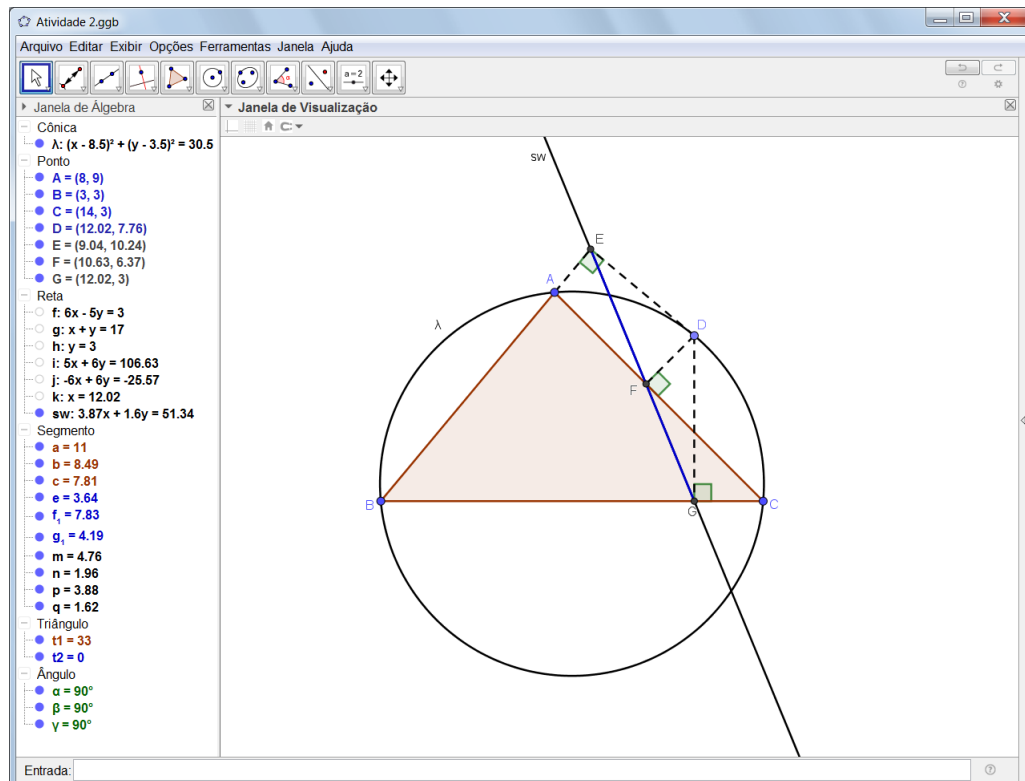 Atividade 2.ggb
Arquivo Editar Exibir Opções Ferramentas Janela Ajuda
a=2
Janela de Álgebra
Janela de Visualização
Cônica
λ: (x - 8.5)² + (y - 3.5)² = 30.5
Ponto
A = (8, 9)
B = (3, 3)
C = (14, 3)
D = (12.02, 7.76)
E = (9.04, 10.24)
F = (10.63, 6.37)
G = (12.02, 3)
Reta
f: 6x - 5y = 3
g: x + y = 17
h: y = 3
i: 5x + 6y = 106.63
j: -6x + 6y = -25.57
k: x = 12.02
sw: 3.87x + 1.6y = 51.34
Segmento
a = 11
b = 8.49
c = 7.81
e = 3.64
f₁ = 7.83
g₁ = 4.19
m = 4.76
n = 1.96
p = 3.88
q = 1.62
Triângulo
t1 = 33
t2 = 0
Ângulo
α = 90°
β = 90°
γ = 90°
sw
E
A
λ
D
F
B
G
C
Entrada: